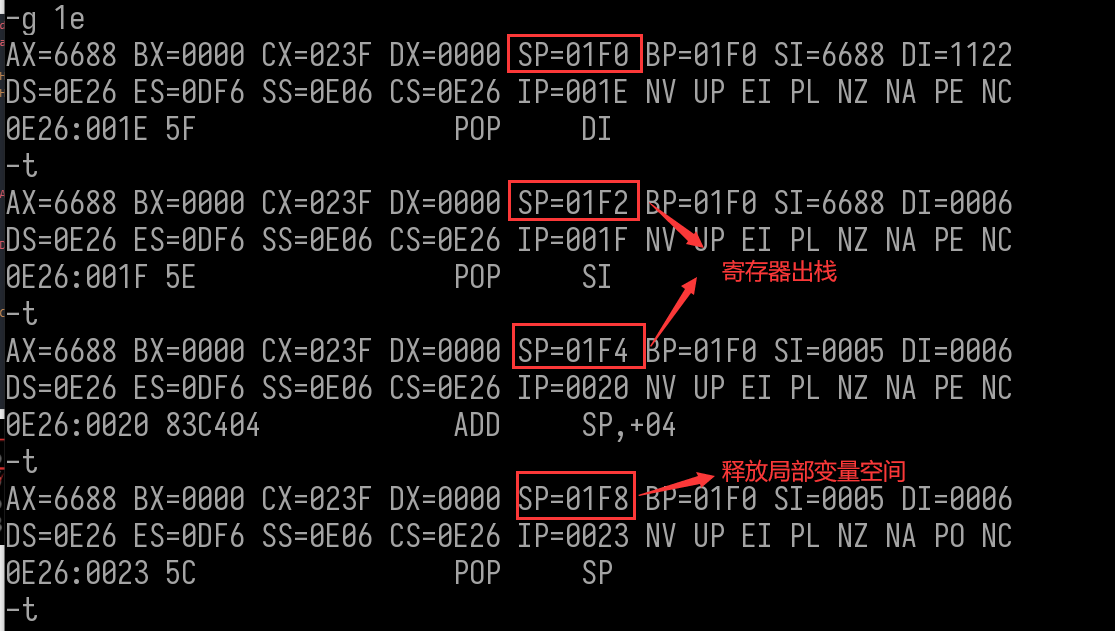 -g 1e
AX=6688 BX=0000 CX=023F DX=0000 SP=01F0 BP=01F0 SI=6688 DI=1122
DS=0E26 ES=0DF6 SS=0E06 CS=0E26 IP=001E NV UP EI PL NZ NA PE NC
0E26:001E 5F POP DI
-t
AX=6688 BX=0000 CX=023F DX=0000 SP=01F2 BP=01F0 SI=6688 DI=0006
DS=0E26 ES=0DF6 SS=0E06 CS=0E26 IP=001F NV UP EI PL NZ NA PE NC
0E26:001F 5E POP SI
寄存器出栈
-t
AX=6688 BX=0000 CX=023F DX=0000 SP=01F4 BP=01F0 SI=0005 DI=0006
DS=0E26 ES=0DF6 SS=0E06 CS=0E26 IP=0020 NV UP EI PL NZ NA PE NC
0E26:0020 83C404 ADD SP,+04
-t
释放局部变量空间
AX=6688 BX=0000 CX=023F DX=0000 SP=01F8 BP=01F0 SI=0005 DI=0006
DS=0E26 ES=0DF6 SS=0E06 CS=0E26 IP=0023 NV UP EI PL NZ NA PO NC
0E26:0023 5C POP SP
-t